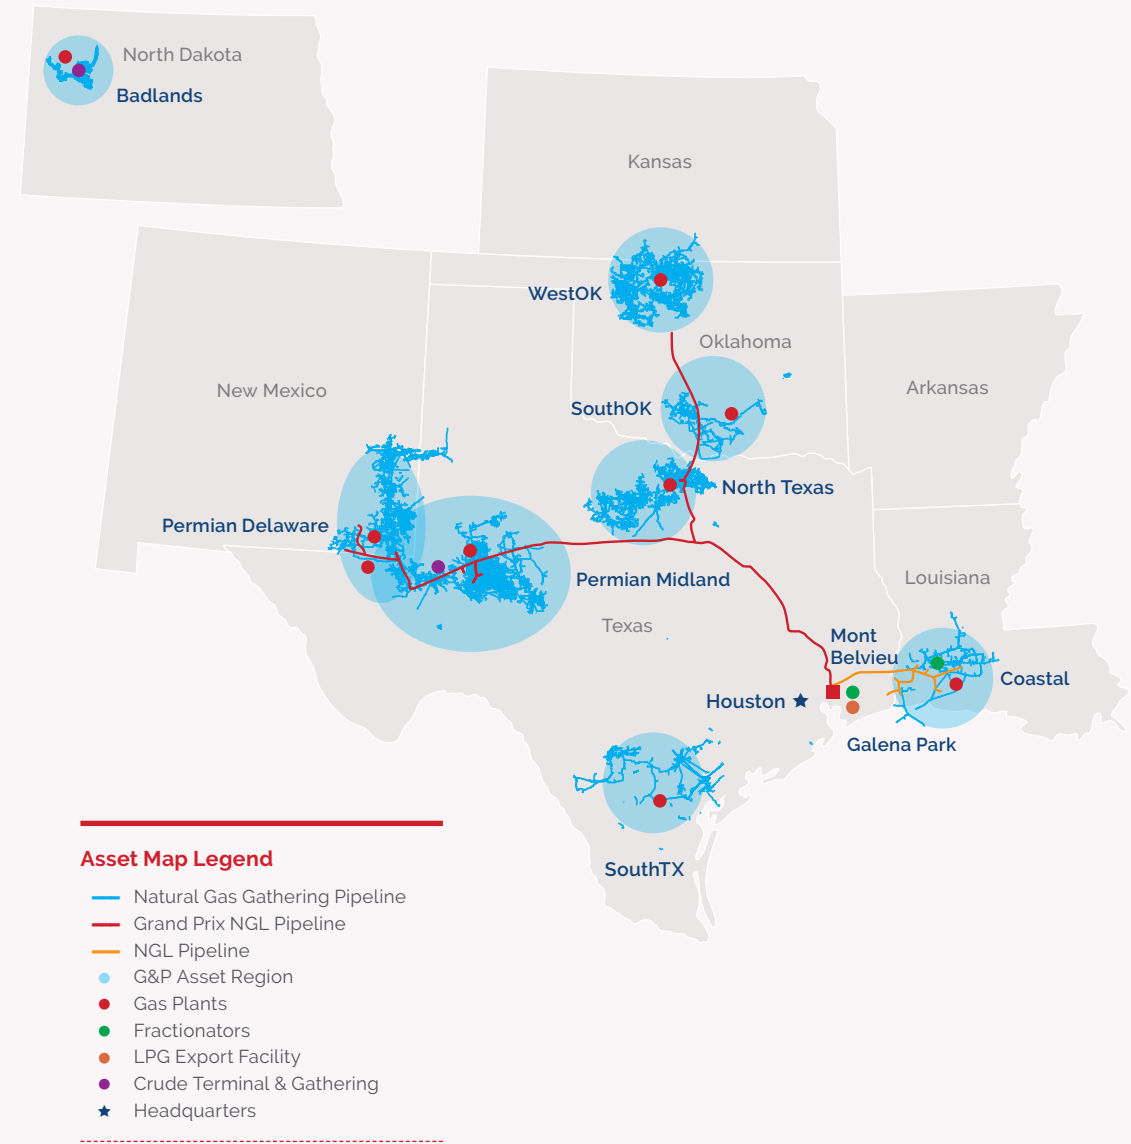 North Dakota
Badlands
Kansas
WestOK
Oklahoma
New Mexico
Arkansas
SouthOK
North Texas
Permian Delaware
Permian Midland
Louisiana
Texas
Mont
Belvieu
Coastal
Houston
Galena Park
SouthTX
Asset Map Legend
Natural Gas Gathering Pipeline
Grand Prix NGL Pipeline
NGL Pipeline
G&P Asset Region
Gas Plants
Fractionators
LPG Export Facility
Crude Terminal & Gathering
Headquarters